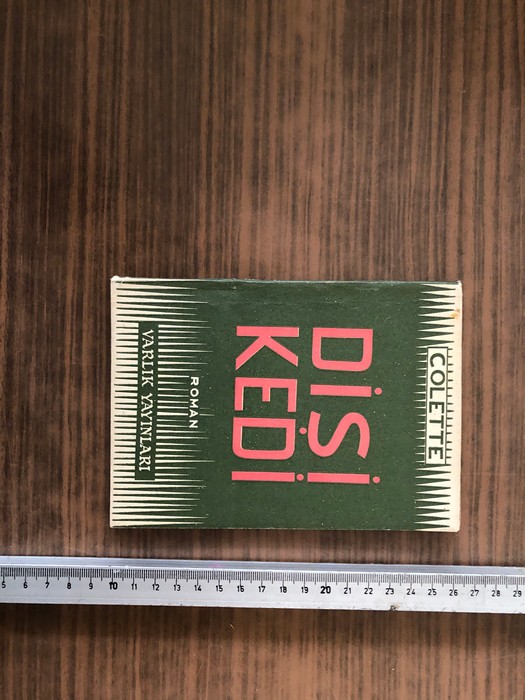 COLETTE
DİŞİ
KEDİ
ROMAN
VARLIK YAYINLARI
5 6 7 8 9 10 11 12 13 14 15 16 17 18 19 20 21 22 23 24 25 26 27 28 29